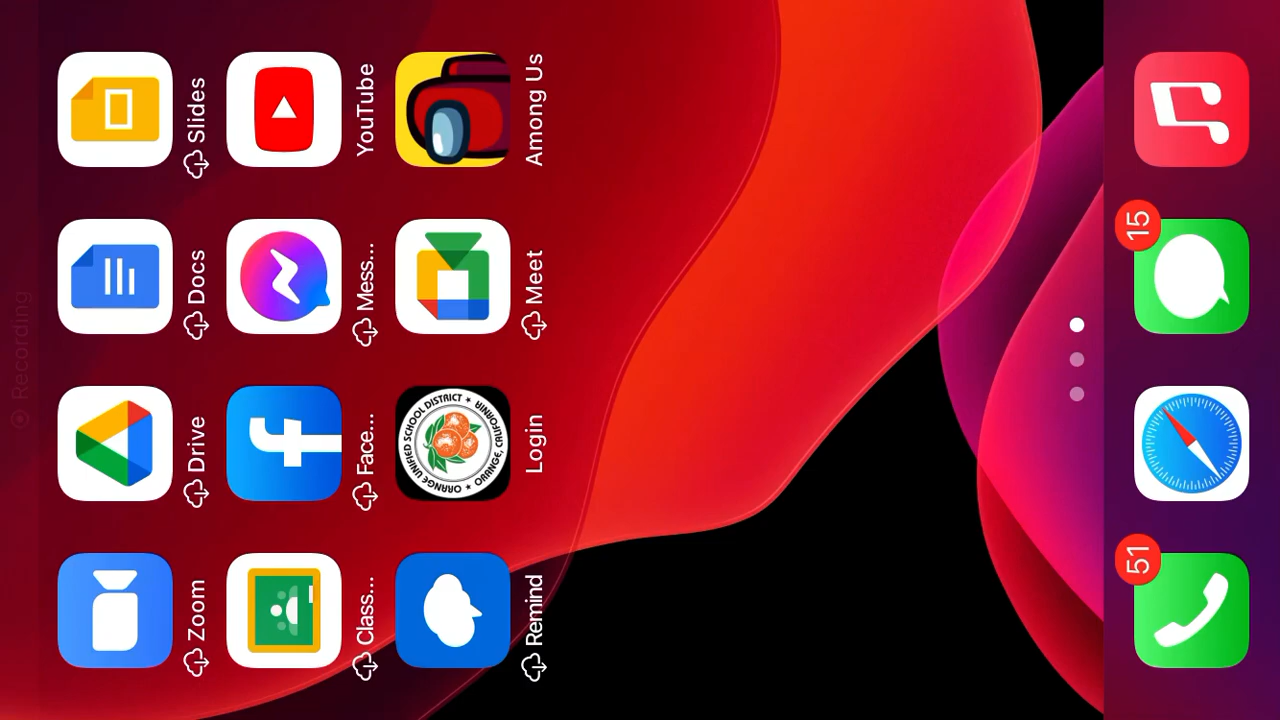 Recording
Zoom
Drive
Docs
Slides
Class...
Face...
Mess...
YouTube
ORANGE UNIFIED SCHOOL DISTRICT ★ ORANGE, CALIFORNIA ★
Remind
Login
Meet
Among Us
51
15